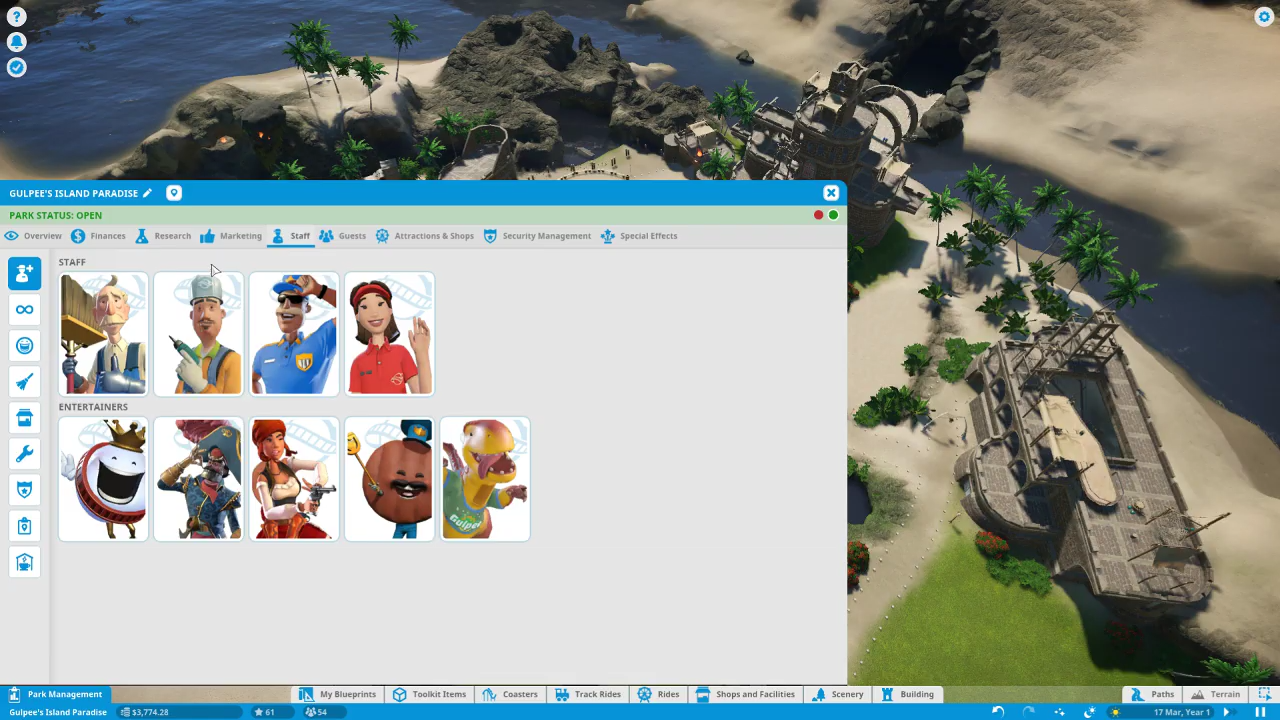 GULPEE'S ISLAND PARADISE
PARK STATUS: OPEN
Overview Finances Research Marketing Staff Guests Attractions & Shops Security Management Special Effects
STAFF
ENTERTAINERS
Gulpee
Park Management My Blueprints Toolkit Items Coasters Track Rides Rides Shops and Facilities Scenery Building Paths Terrain
Gulpee's Island Paradise $3,774.28 61 54 17 Mar, Year 1